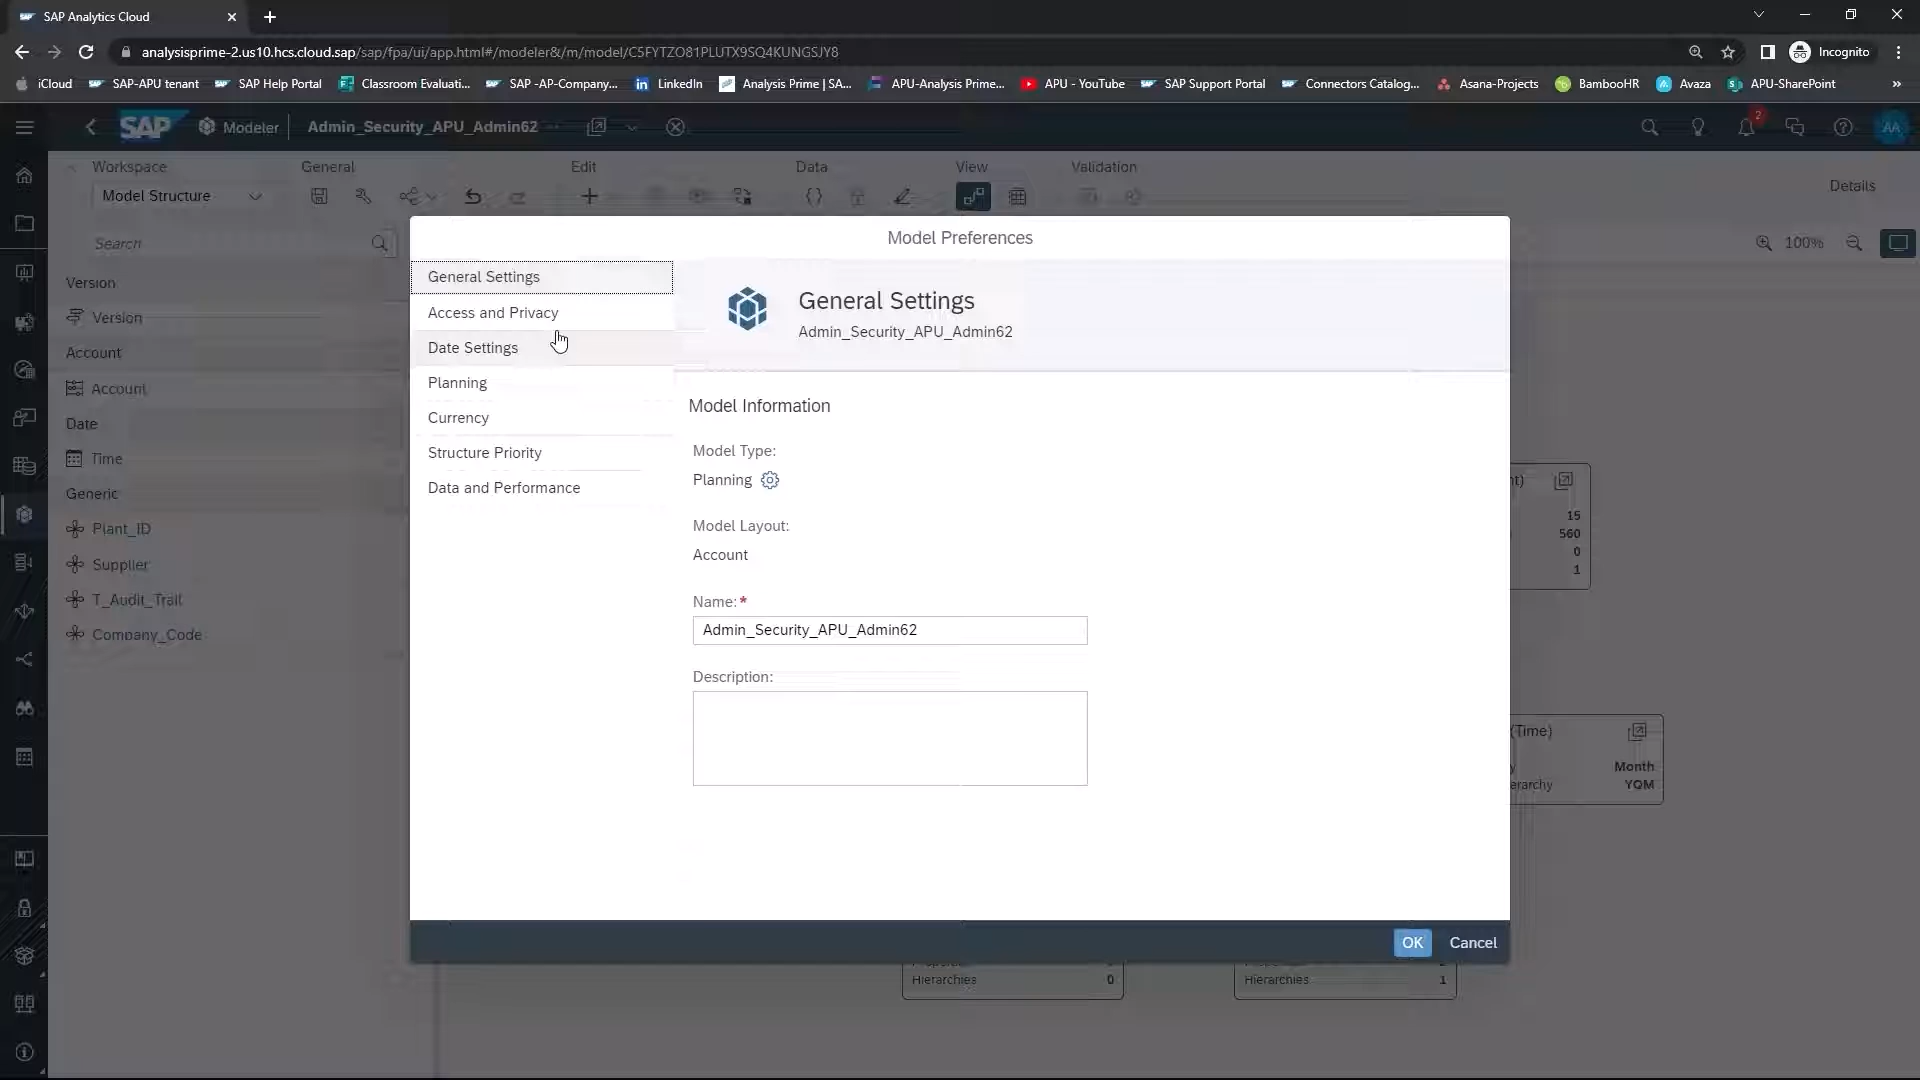 SAP Analytics Cloud
analysisprime-2.us10.hcs.cloud.sap/sap/fpa/ui/app.html#/modeler&/m/model/C5FYTZO81PLUTX9SQ4KUNGSJY8
Incognito
iCloud
SAP-APU tenant
SAP Help Portal
Classroom Evaluati...
SAP -AP-Company...
LinkedIn
Analysis Prime | SA...
APU-Analysis Prime...
APU - YouTube
SAP Support Portal
Connectors Catalog...
Asana-Projects
BambooHR
Avaza
APU-SharePoint
SAP
Modeler
Admin_Security_APU_Admin62
2
AA
Workspace
General
Edit
Data
View
Validation
Model Structure
Details
Search
100%
Version
Version
Account
Account
Date
Time
Generic
Plant_ID
Supplier
T_Audit_Trail
Company_Code
Model Preferences
General Settings
Access and Privacy
Date Settings
Planning
Currency
Structure Priority
Data and Performance
General Settings
Admin_Security_APU_Admin62
Model Information
Model Type:
Planning
Model Layout:
Account
Name:*
Admin_Security_APU_Admin62
Description:
OK
Cancel
15
560
0
1
(Time)
Month
YQM
Hierarchies 0
Hierarchies 1